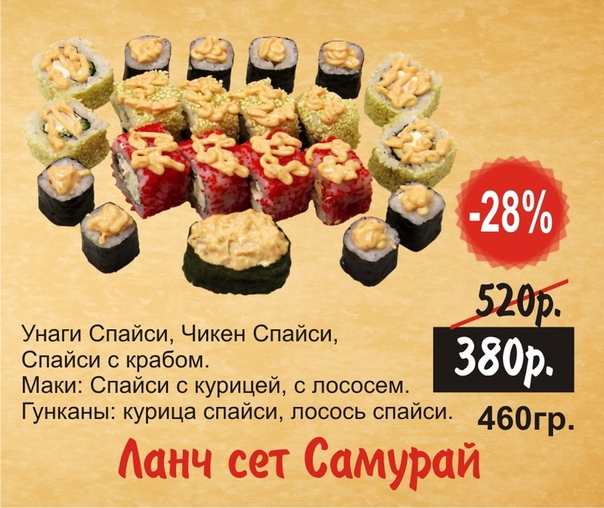 -28%
520р.
380р.
Унаги Спайси, Чикен Спайси,
Спайси с крабом.
Маки: Спайси с курицей, с лососем.
Гунканы: курица спайси, лосось спайси.
460гр.
Ланч сет Самурай